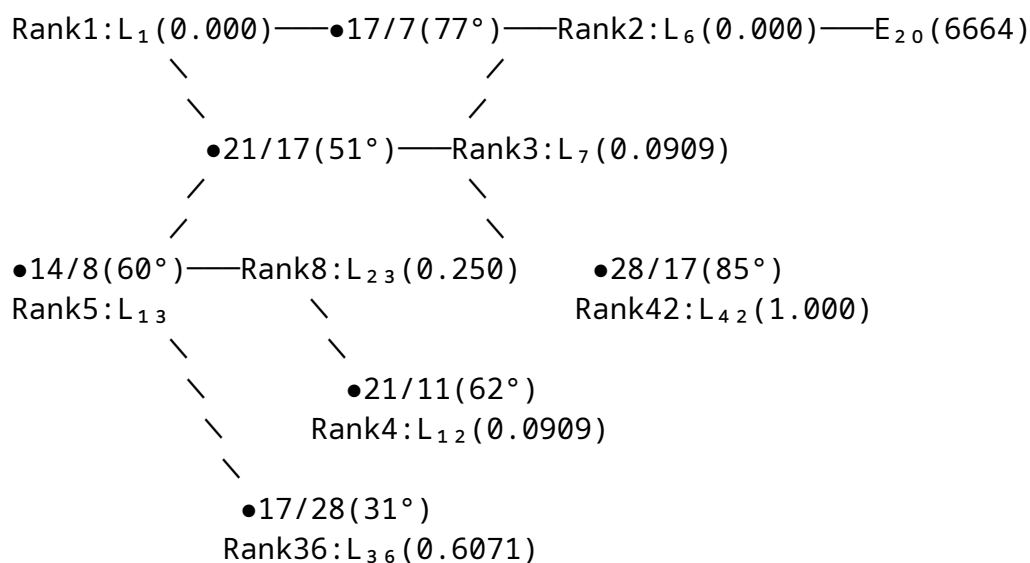 Rank1:L₁(0.000)──●17/7(77°)──Rank2:L₆(0.000)──E₂₀(6664)
●21/17(51°)──Rank3:L₇(0.0909)
●14/8(60°)──Rank8:L₂₃(0.250) ●28/17(85°)
Rank5:L₁₃ Rank42:L₄₂(1.000)
●21/11(62°)
Rank4:L₁₂(0.0909)
●17/28(31°)
Rank36:L₃₆(0.6071)